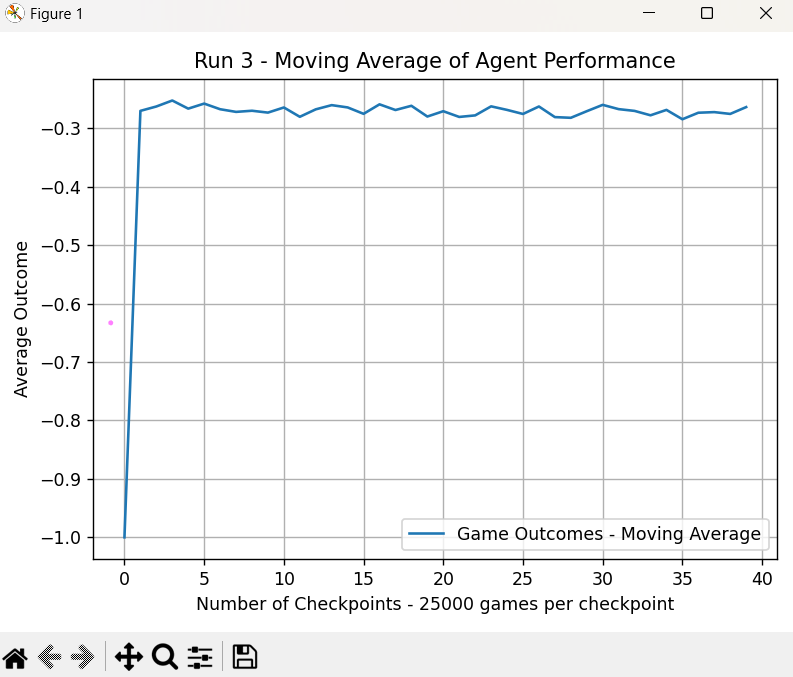 Figure 1
Run 3 - Moving Average of Agent Performance
Average Outcome
−0.3
−0.4
−0.5
−0.6
−0.7
−0.8
−0.9
−1.0
Game Outcomes - Moving Average
0 5 10 15 20 25 30 35 40
Number of Checkpoints - 25000 games per checkpoint